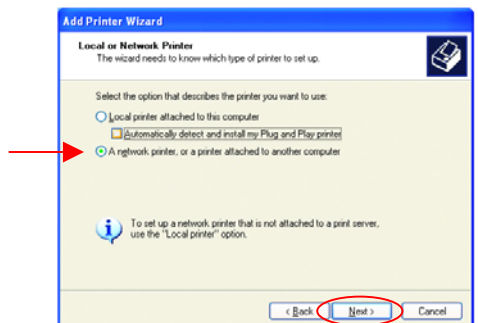 Add Printer Wizard
Local or Network Printer
The wizard needs to know which type of printer to set up.
Select the option that describes the printer you want to use:
Local printer attached to this computer
Automatically detect and install my Plug and Play printer
A network printer, or a printer attached to another computer
To set up a network printer that is not attached to a print server,
use the "Local printer" option.
< Back Next > Cancel